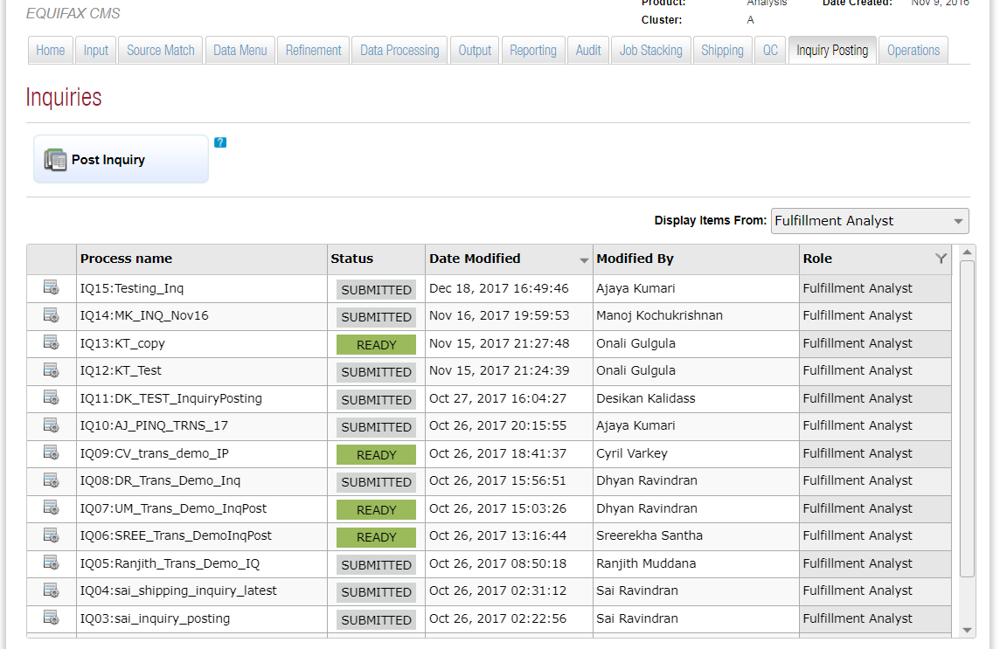 Product: Analysis Date Created: Nov 9, 2016
EQUIFAX CMS
Cluster: A
Home Input Source Match Data Menu Refinement Data Processing Output Reporting Audit Job Stacking Shipping QC Inquiry Posting Operations
Inquiries
?
Post Inquiry
Display Items From: Fulfillment Analyst
Process name Status Date Modified Modified By Role
IQ15:Testing_Inq SUBMITTED Dec 18, 2017 16:49:46 Ajaya Kumari Fulfillment Analyst
IQ14:MK_INQ_Nov16 SUBMITTED Nov 16, 2017 19:59:53 Manoj Kochukrishnan Fulfillment Analyst
IQ13:KT_copy READY Nov 15, 2017 21:27:48 Onali Gulgula Fulfillment Analyst
IQ12:KT_Test SUBMITTED Nov 15, 2017 21:24:39 Onali Gulgula Fulfillment Analyst
IQ11:DK_TEST_InquiryPosting SUBMITTED Oct 27, 2017 16:04:27 Desikan Kalidass Fulfillment Analyst
IQ10:AJ_PINQ_TRNS_17 SUBMITTED Oct 26, 2017 20:15:55 Ajaya Kumari Fulfillment Analyst
IQ09:CV_trans_demo_IP READY Oct 26, 2017 18:41:37 Cyril Varkey Fulfillment Analyst
IQ08:DR_Trans_Demo_Inq SUBMITTED Oct 26, 2017 15:56:51 Dhyan Ravindran Fulfillment Analyst
IQ07:UM_Trans_Demo_InqPost READY Oct 26, 2017 15:03:26 Dhyan Ravindran Fulfillment Analyst
IQ06:SREE_Trans_DemoInqPost READY Oct 26, 2017 13:16:44 Sreerekha Santha Fulfillment Analyst
IQ05:Ranjith_Trans_Demo_IQ SUBMITTED Oct 26, 2017 08:50:18 Ranjith Muddana Fulfillment Analyst
IQ04:sai_shipping_inquiry_latest SUBMITTED Oct 26, 2017 02:31:12 Sai Ravindran Fulfillment Analyst
IQ03:sai_inquiry_posting SUBMITTED Oct 26, 2017 02:22:56 Sai Ravindran Fulfillment Analyst